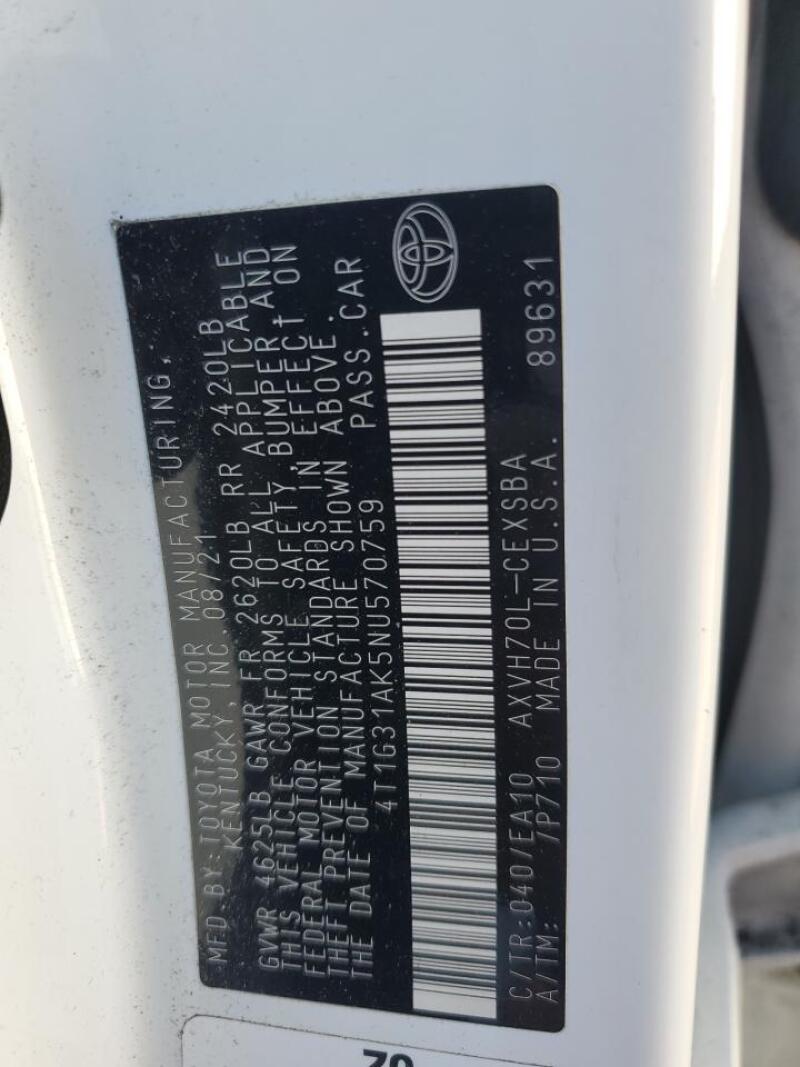 MFD BY:TOYOTA MOTOR MANUFACTURING,
KENTUCKY, INC.08/21
GVWR 4625LB GAWR FR 2620LB RR 2420LB
THIS VEHICLE CONFORMS TO ALL APPLICABLE
FEDERAL MOTOR VEHICLE SAFETY, BUMPER,AND
THEFT PREVENTION STANDARDS IN EFFECT ON
THE DATE OF MANUFACTURE SHOWN ABOVE.
4T1G31AK5NU570759 PASS.CAR
C/TR:040/EA10 AXVH70L-CEXSBA
A/TM: /P710 MADE IN U.S.A. 89631